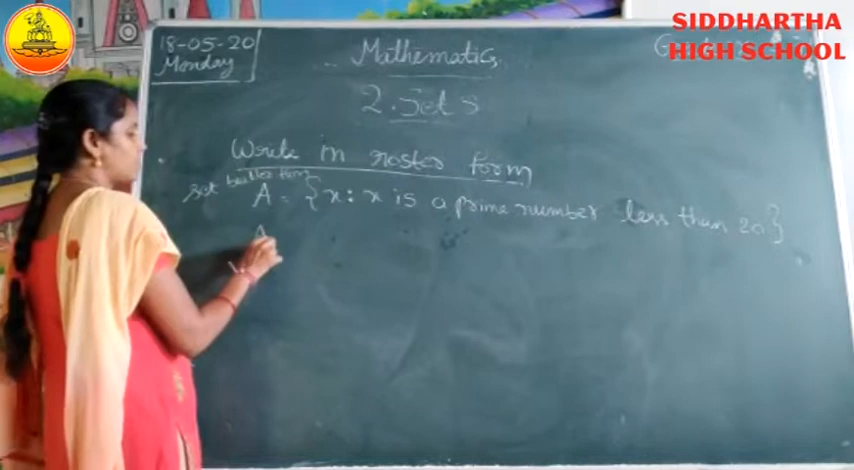 SIDDHARTHA
HIGH SCHOOL
18-05-20
Monday
Mathematics
2. Sets
Write in roster form
set builter form
A = {x : x is a prime number less than 20}
A